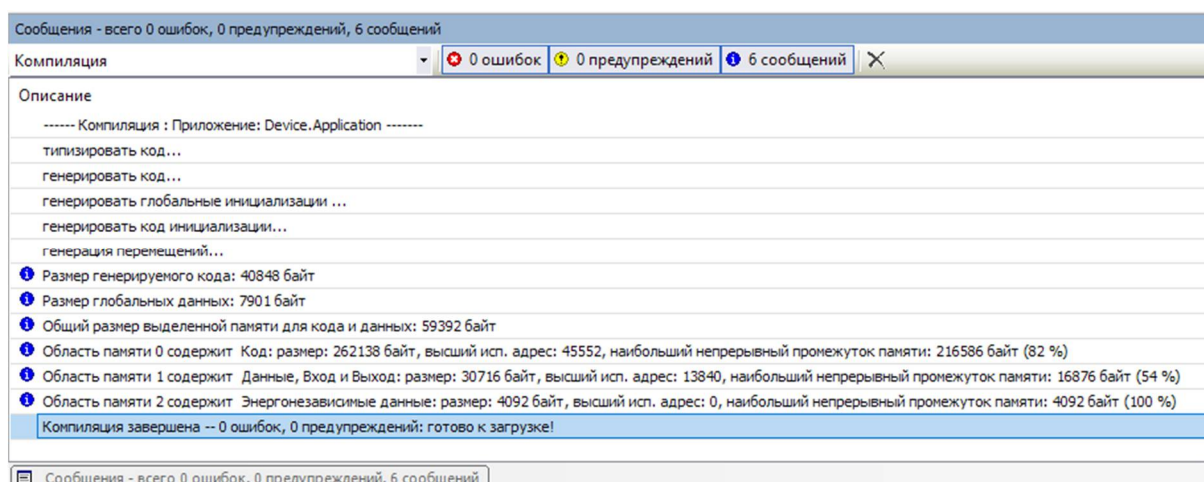 Сообщения - всего 0 ошибок, 0 предупреждений, 6 сообщений
Компиляция 0 ошибок 0 предупреждений 6 сообщений
Описание
------ Компиляция : Приложение: Device.Application -------
типизировать код...
генерировать код...
генерировать глобальные инициализации ...
генерировать код инициализации...
генерация перемещений...
Размер генерируемого кода: 40848 байт
Размер глобальных данных: 7901 байт
Общий размер выделенной памяти для кода и данных: 59392 байт
Область памяти 0 содержит Код: размер: 262138 байт, высший исп. адрес: 45552, наибольший непрерывный промежуток памяти: 216586 байт (82 %)
Область памяти 1 содержит Данные, Вход и Выход: размер: 30716 байт, высший исп. адрес: 13840, наибольший непрерывный промежуток памяти: 16876 байт (54 %)
Область памяти 2 содержит Энергонезависимые данные: размер: 4092 байт, высший исп. адрес: 0, наибольший непрерывный промежуток памяти: 4092 байт (100 %)
Компиляция завершена -- 0 ошибок, 0 предупреждений: готово к загрузке!
Сообщения - всего 0 ошибок, 0 предупреждений, 6 сообщений